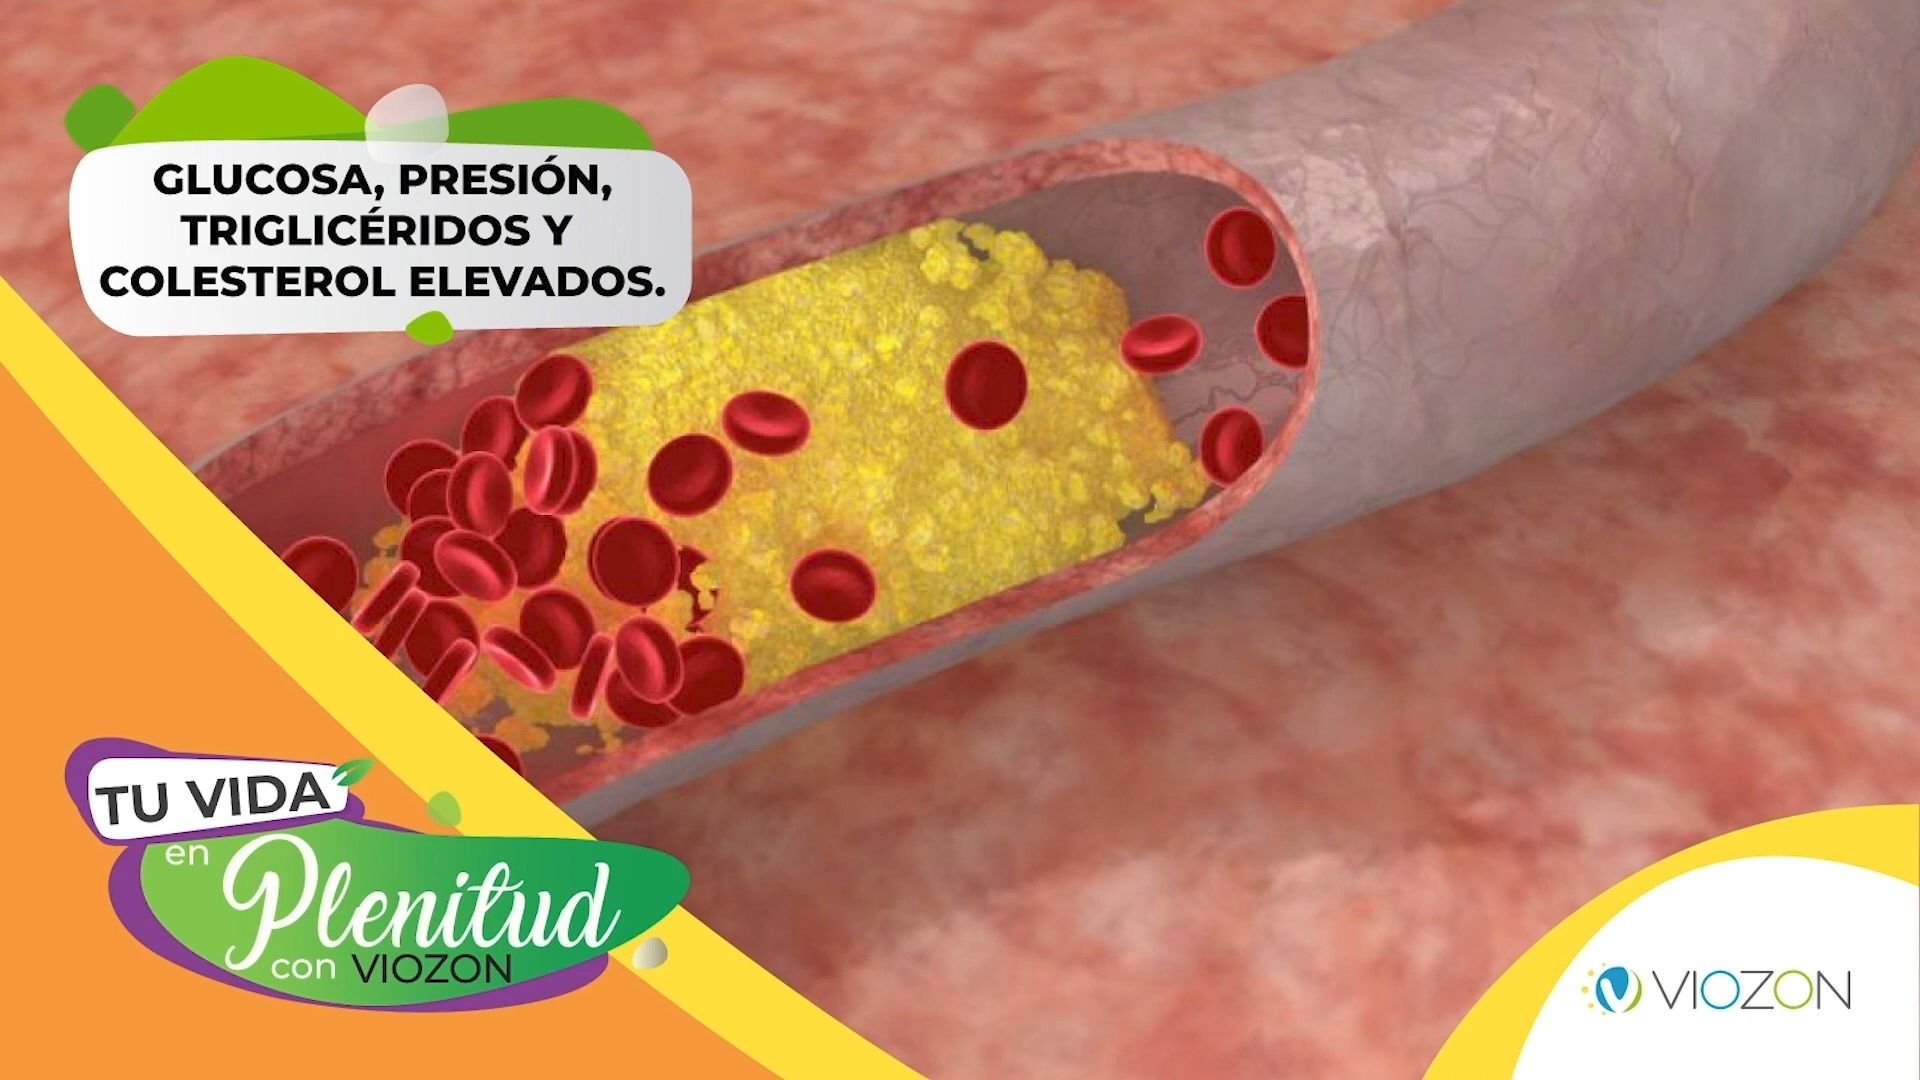 GLUCOSA, PRESIÓN,
TRIGLICÉRIDOS Y
COLESTEROL ELEVADOS.
TU VIDA
en
Plenitud
con VIOZON
VIOZON